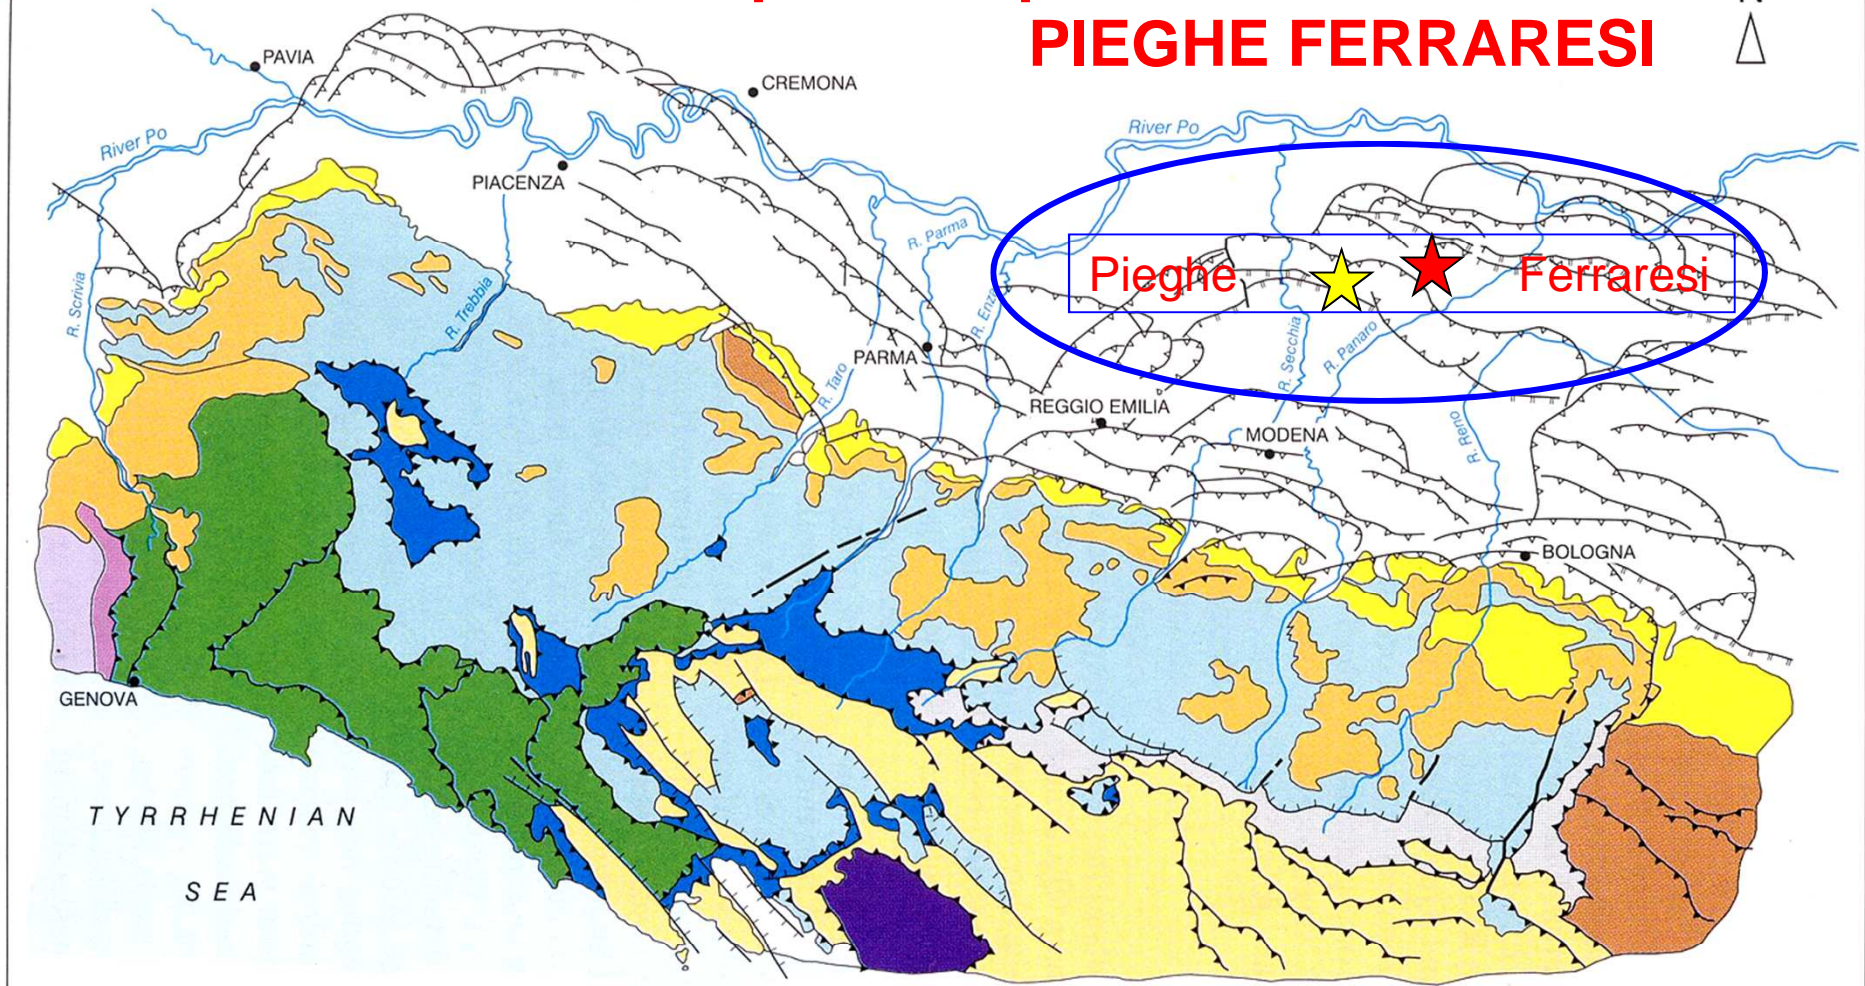 N
PIEGHE FERRARESI
PAVIA
CREMONA
River Po
River Po
PIACENZA
R. Parma
Pieghe Ferraresi
R. Scrivia
R. Trebbia
R. Enza
R. Secchia
R. Panaro
PARMA
R. Taro
REGGIO EMILIA
MODENA
R. Reno
BOLOGNA
GENOVA
TYRRHENIAN
SEA